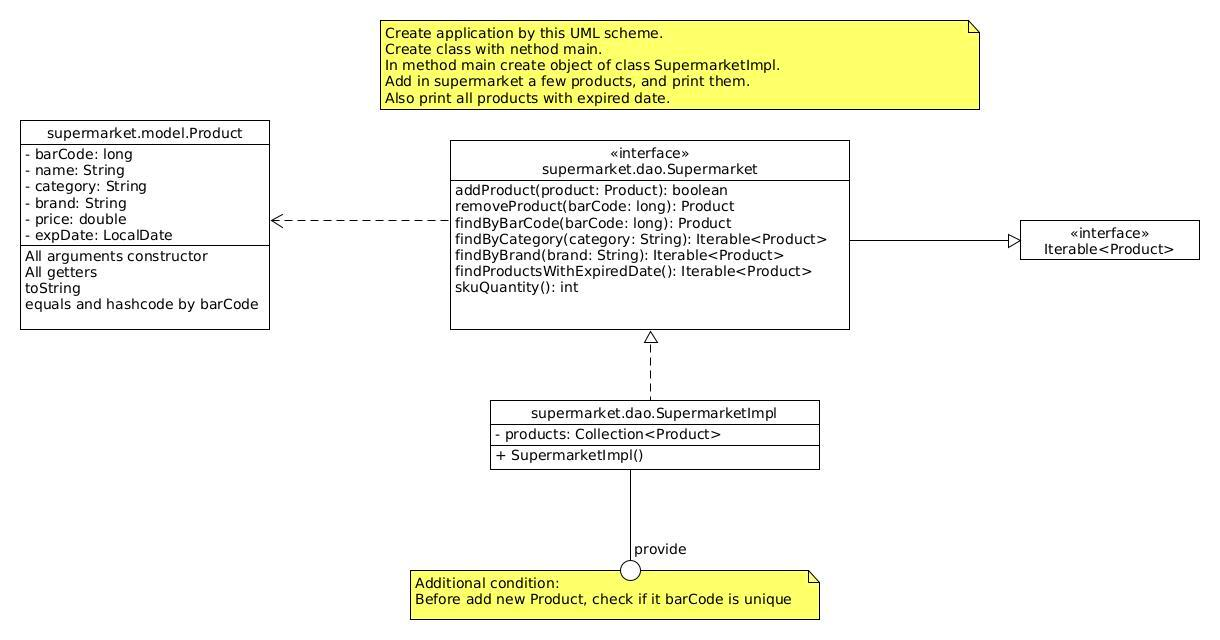 Create application by this UML scheme.
Create class with nethod main.
In method main create object of class SupermarketImpl.
Add in supermarket a few products, and print them.
Also print all products with expired date.
supermarket.model.Product
- barCode: long
- name: String
- category: String
- brand: String
- price: double
- expDate: LocalDate
All arguments constructor
All getters
toString
equals and hashcode by barCode
«interface»
supermarket.dao.Supermarket
addProduct(product: Product): boolean
removeProduct(barCode: long): Product
findByBarCode(barCode: long): Product
findByCategory(category: String): Iterable<Product>
findByBrand(brand: String): Iterable<Product>
findProductsWithExpiredDate(): Iterable<Product>
skuQuantity(): int
«interface»
Iterable<Product>
supermarket.dao.SupermarketImpl
- products: Collection<Product>
+ SupermarketImpl()
provide
Additional condition:
Before add new Product, check if it barCode is unique